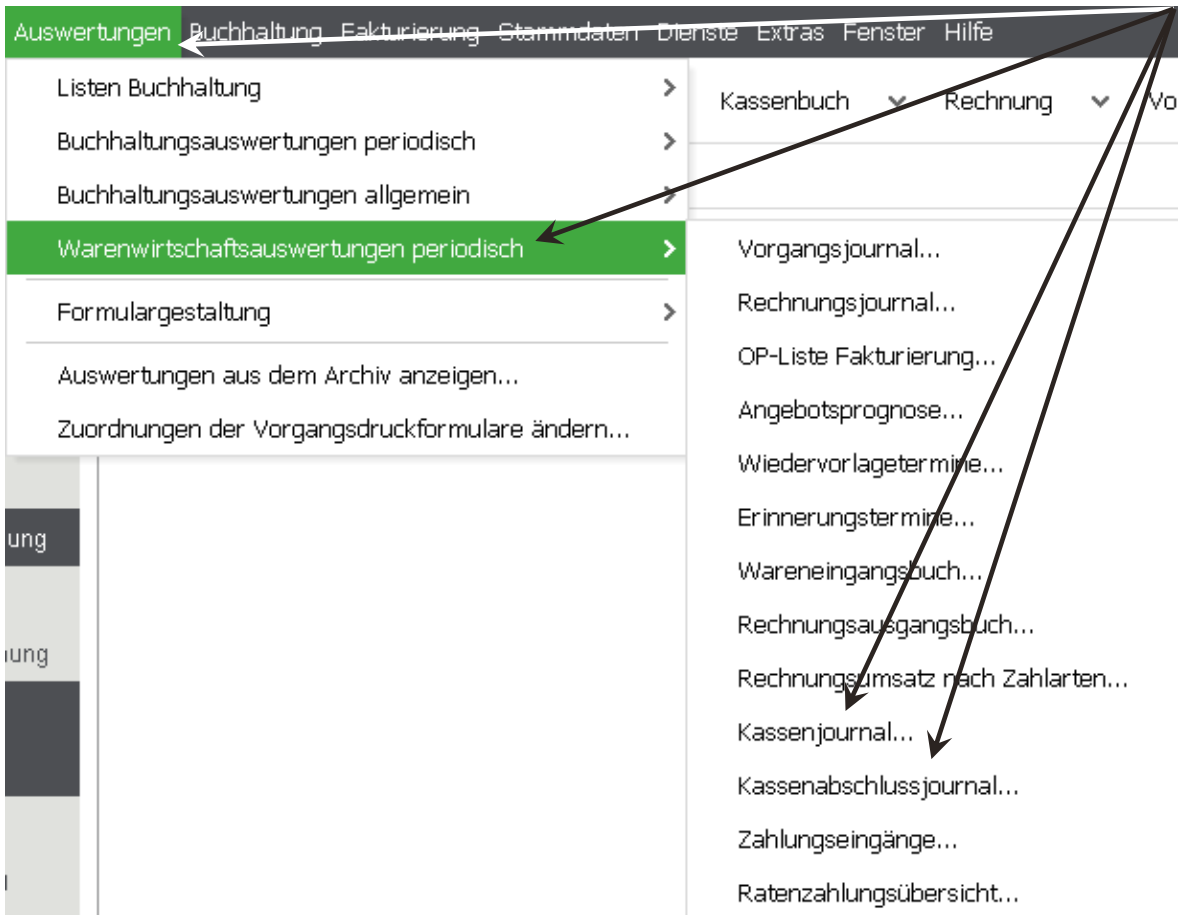 Auswertungen Buchhaltung Fakturierung Stammdaten Dienste Extras Fenster Hilfe
Kassenbuch Rechnung
Listen Buchhaltung
Buchhaltungsauswertungen periodisch
Buchhaltungsauswertungen allgemein
Warenwirtschaftsauswertungen periodisch
Formulargestaltung
Auswertungen aus dem Archiv anzeigen...
Zuordnungen der Vorgangsdruckformulare ändern...
Vorgangsjournal...
Rechnungsjournal...
OP-Liste Fakturierung...
Angebotsprognose...
Wiedervorlagetermine...
Erinnerungstermine...
Wareneingangsbuch...
Rechnungsausgangsbuch...
Rechnungsumsatz nach Zahlarten...
Kassenjournal...
Kassenabschlussjournal...
Zahlungseingänge...
Ratenzahlungsübersicht...